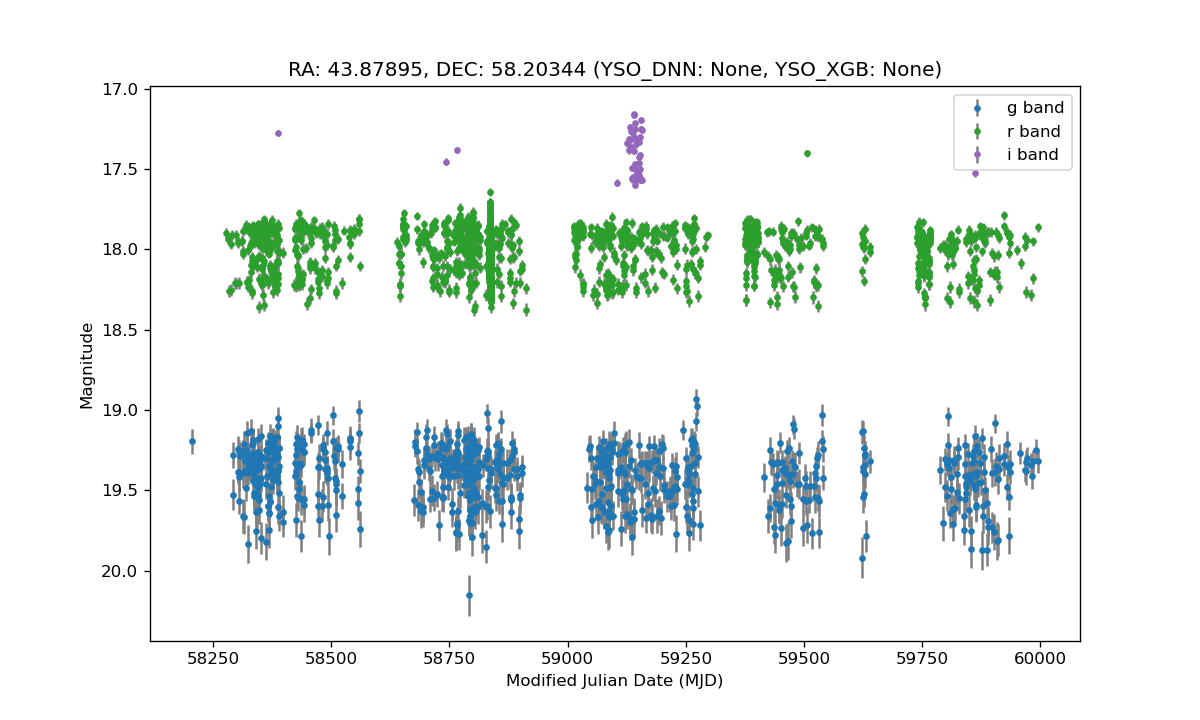 RA: 43.87895, DEC: 58.20344 (YSO_DNN: None, YSO_XGB: None)
g band
r band
i band
17.0
17.5
18.0
18.5
19.0
19.5
20.0
Magnitude
58250 58500 58750 59000 59250 59500 59750 60000
Modified Julian Date (MJD)